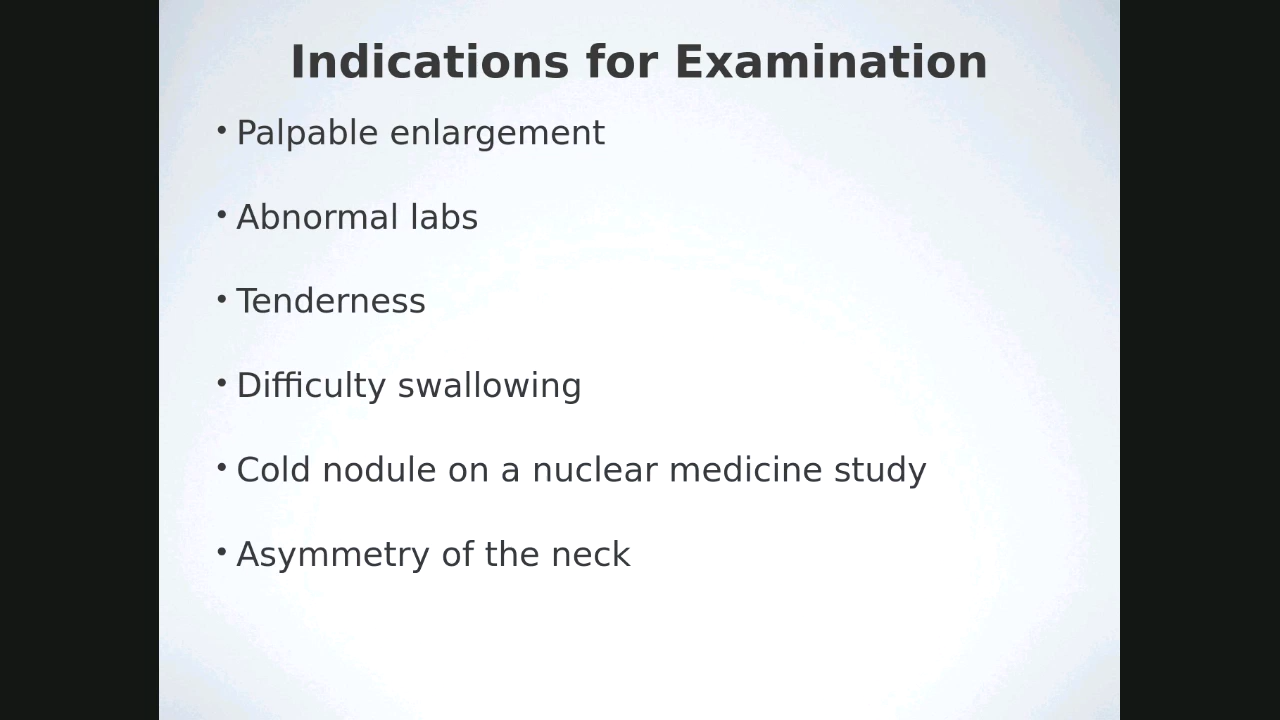 Indications for Examination
• Palpable enlargement
• Abnormal labs
• Tenderness
• Difficulty swallowing
• Cold nodule on a nuclear medicine study
• Asymmetry of the neck